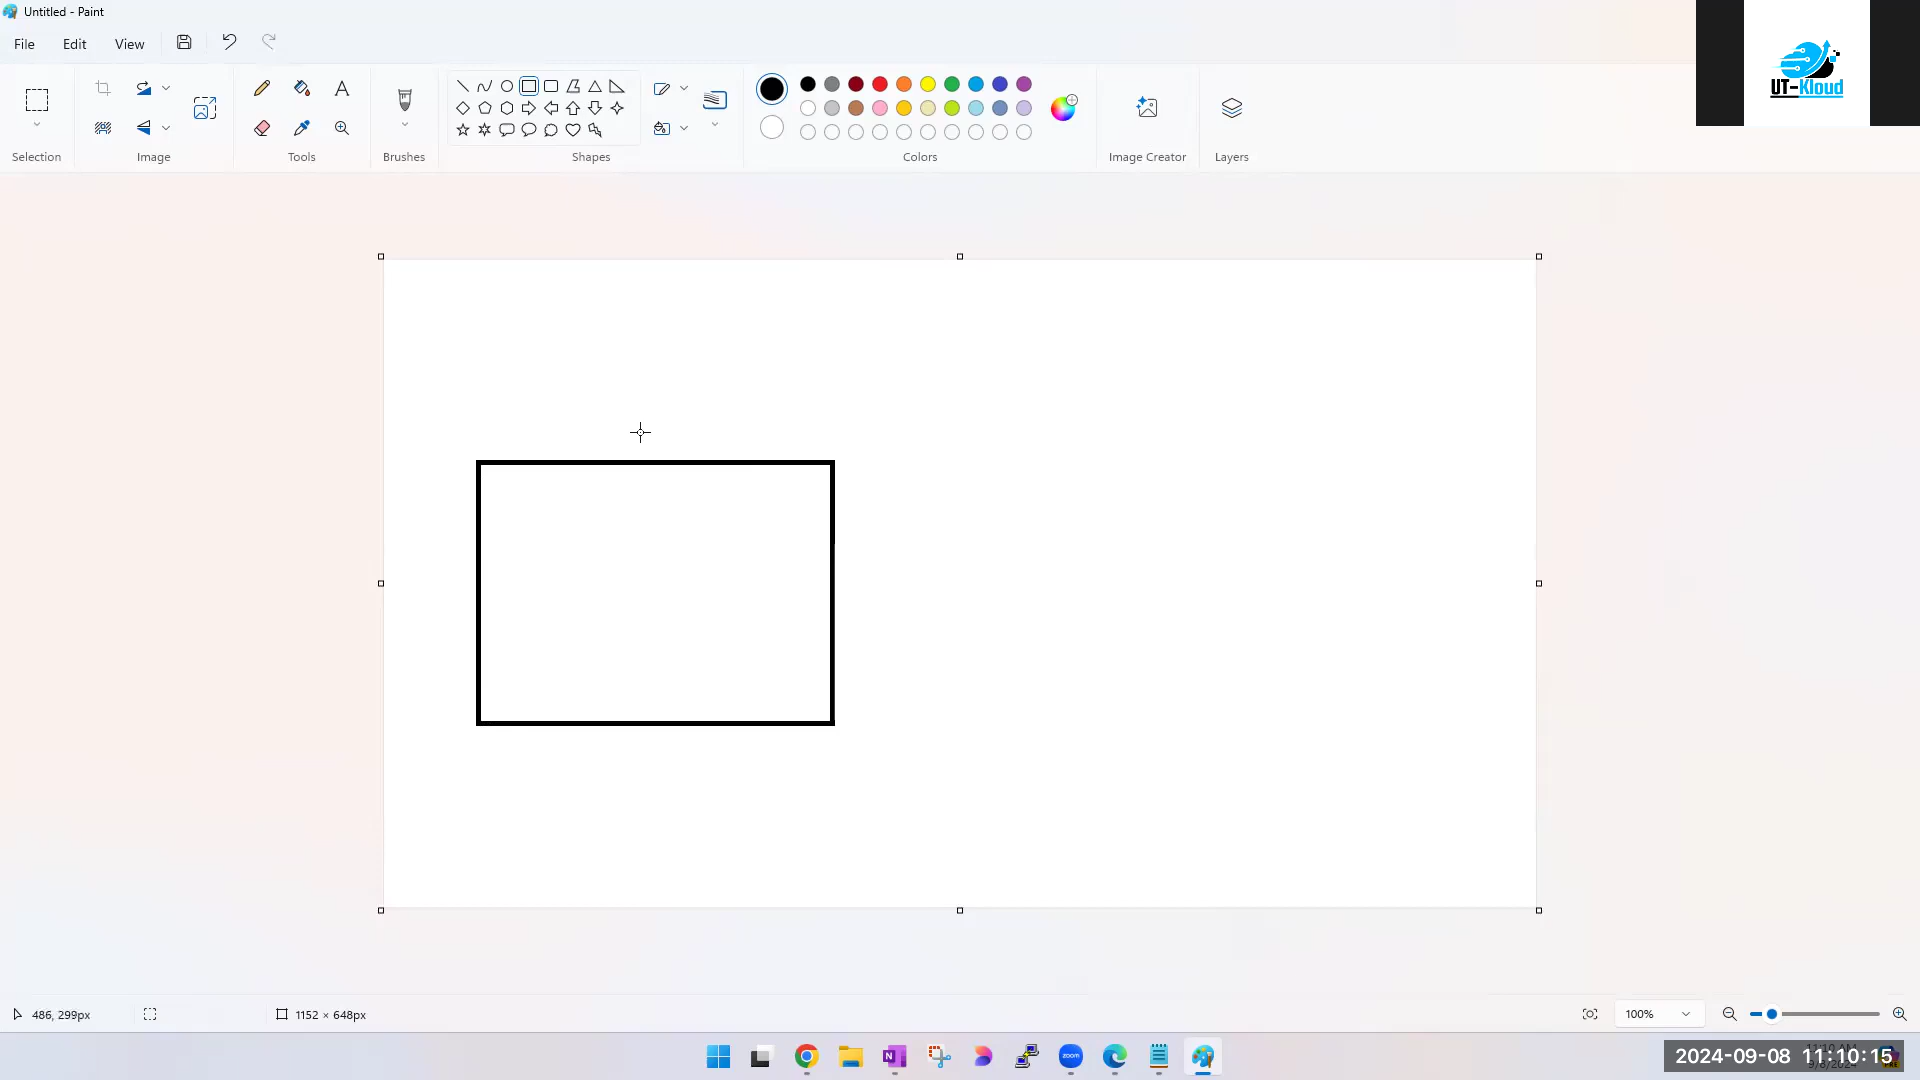 Untitled - Paint
File
Edit
View
Selection
Image
Tools
Brushes
Shapes
Colors
Image Creator
Layers
UT-Kloud
486, 299px
1152 × 648px
100%
zoom
2024-09-08 11:10:15